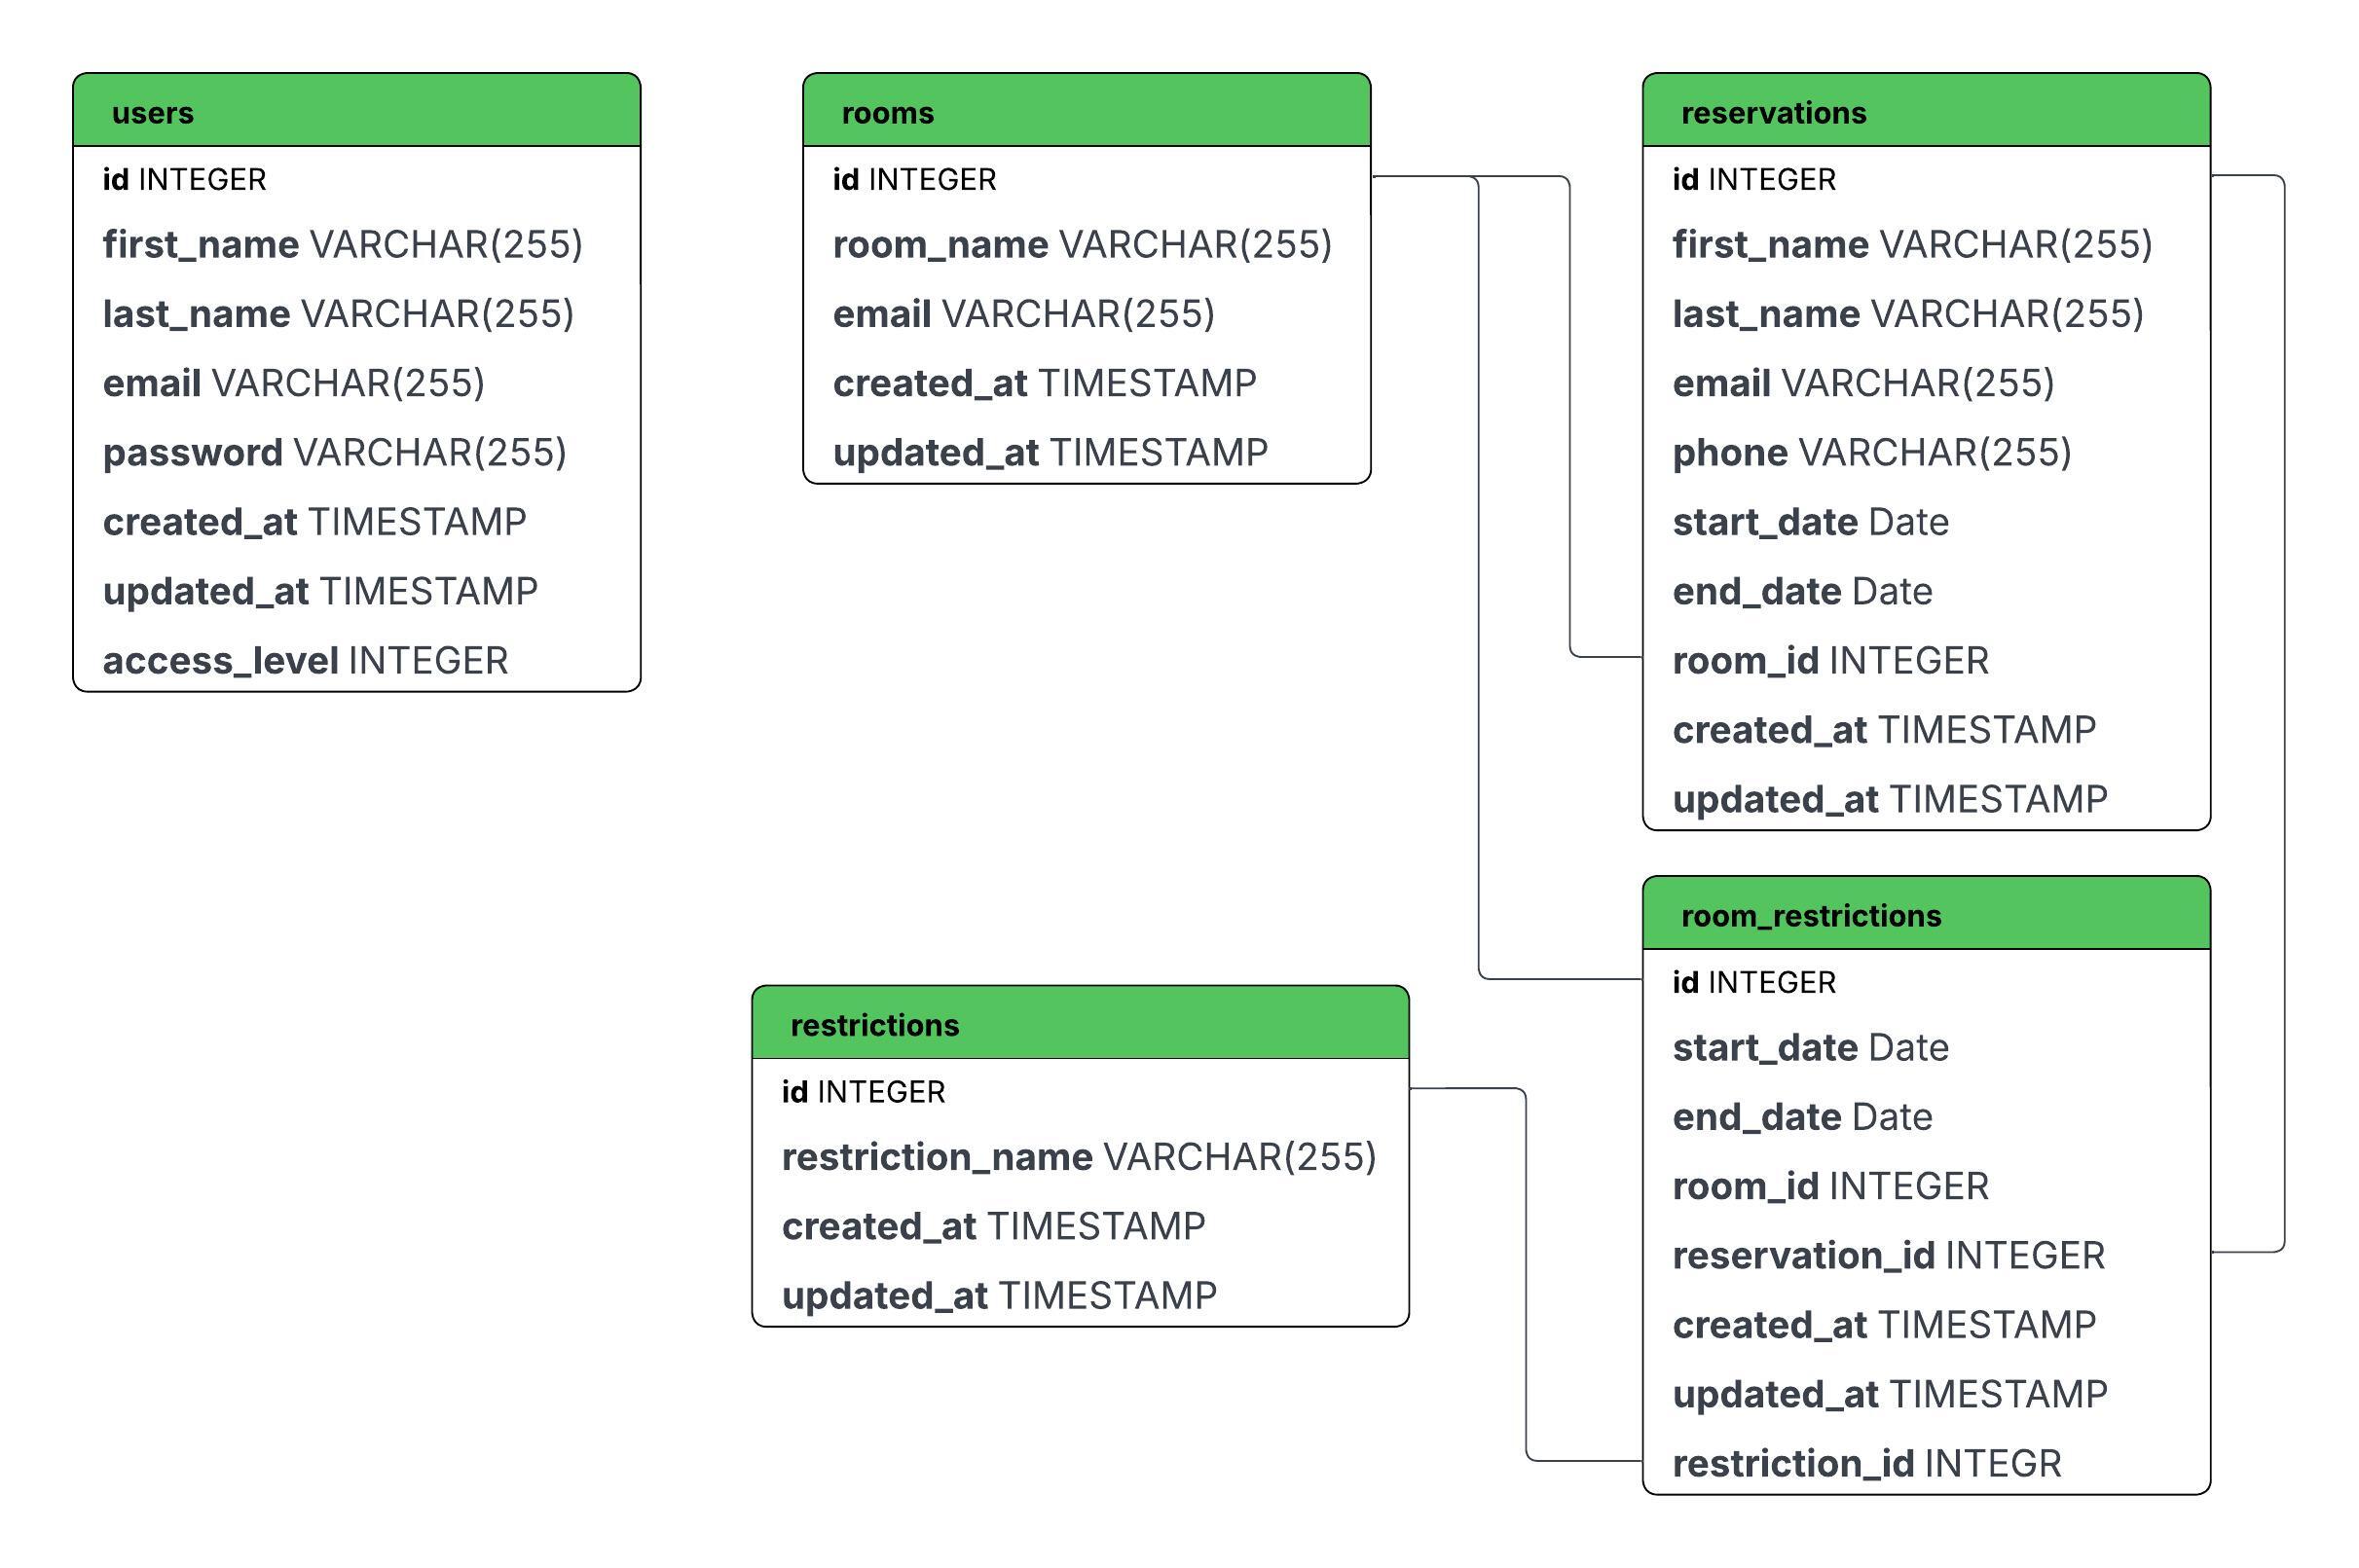 users
id INTEGER
first_name VARCHAR(255)
last_name VARCHAR(255)
email VARCHAR(255)
password VARCHAR(255)
created_at TIMESTAMP
updated_at TIMESTAMP
access_level INTEGER
rooms
id INTEGER
room_name VARCHAR(255)
email VARCHAR(255)
created_at TIMESTAMP
updated_at TIMESTAMP
reservations
id INTEGER
first_name VARCHAR(255)
last_name VARCHAR(255)
email VARCHAR(255)
phone VARCHAR(255)
start_date Date
end_date Date
room_id INTEGER
created_at TIMESTAMP
updated_at TIMESTAMP
restrictions
id INTEGER
restriction_name VARCHAR(255)
created_at TIMESTAMP
updated_at TIMESTAMP
room_restrictions
id INTEGER
start_date Date
end_date Date
room_id INTEGER
reservation_id INTEGER
created_at TIMESTAMP
updated_at TIMESTAMP
restriction_id INTEGR